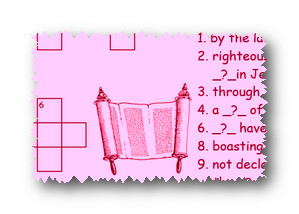 1. by the la
2. righteou
_?_in Je
3. through
4. a _?_ of
6. _?_ have
8. boasting
9. not decl
6